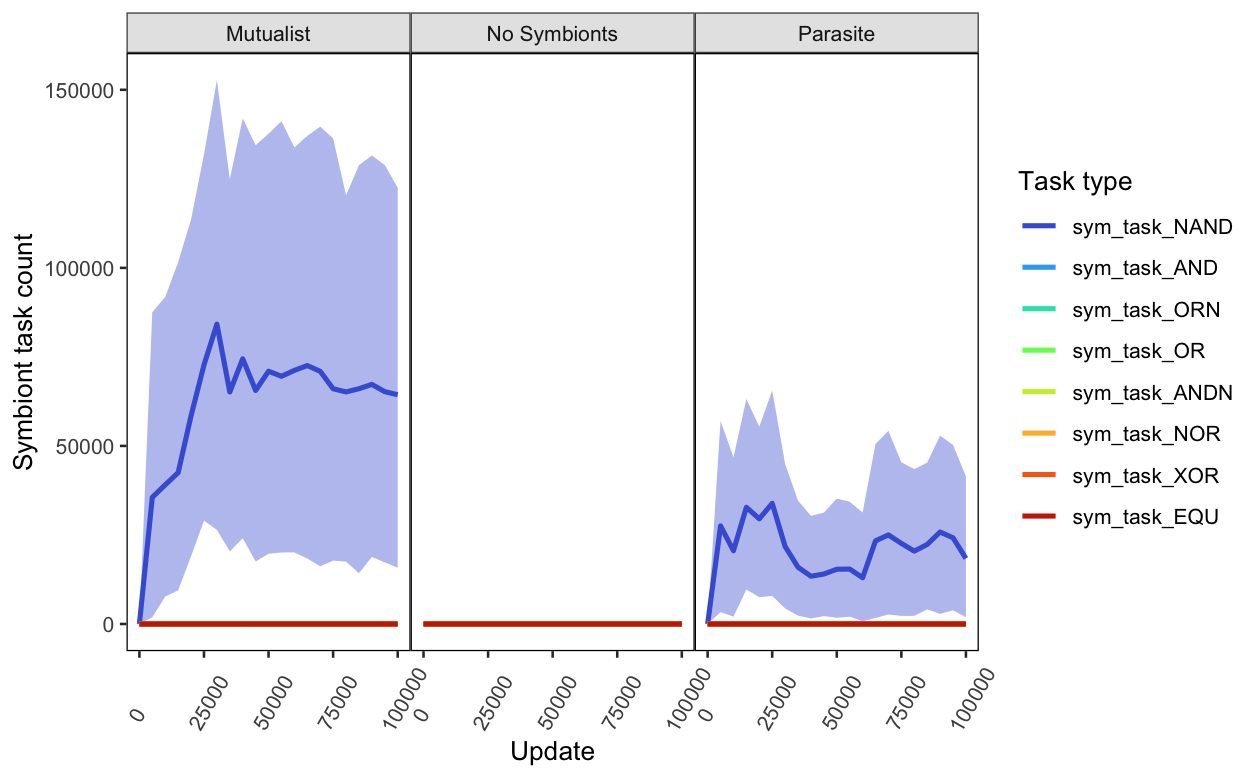 Mutualist
No Symbionts
Parasite
Symbiont task count
150000
100000
50000
0
0
25000
50000
75000
100000
0
25000
50000
75000
100000
0
25000
50000
75000
100000
Update
Task type
sym_task_NAND
sym_task_AND
sym_task_ORN
sym_task_OR
sym_task_ANDN
sym_task_NOR
sym_task_XOR
sym_task_EQU